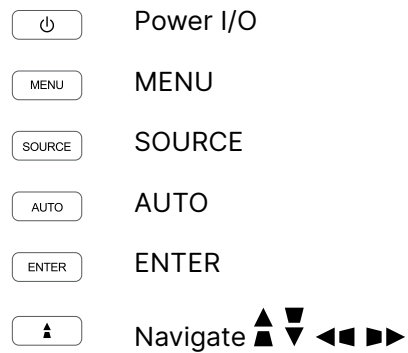 Power I/O
MENU MENU
SOURCE SOURCE
AUTO AUTO
ENTER ENTER
Navigate